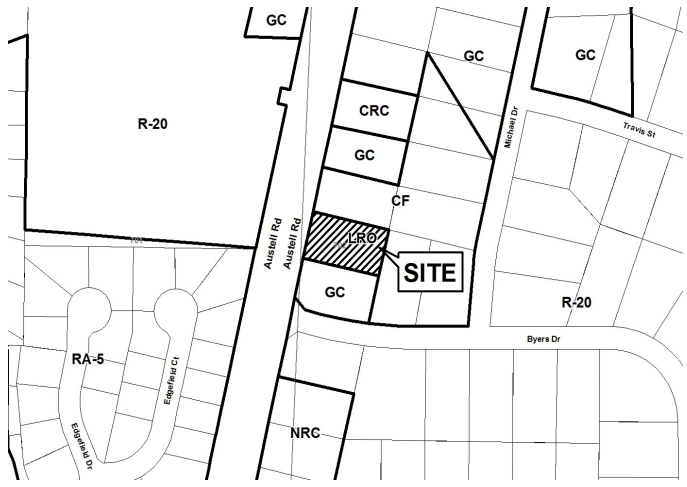 GC
GC
GC
R-20
CRC
GC
Michael Dr
Travis St
CF
Austell Rd
Austell Rd
LRO
SITE
GC
R-20
Byers Dr
RA-5
Edgefield Ct
Edgefield Dr
NRC